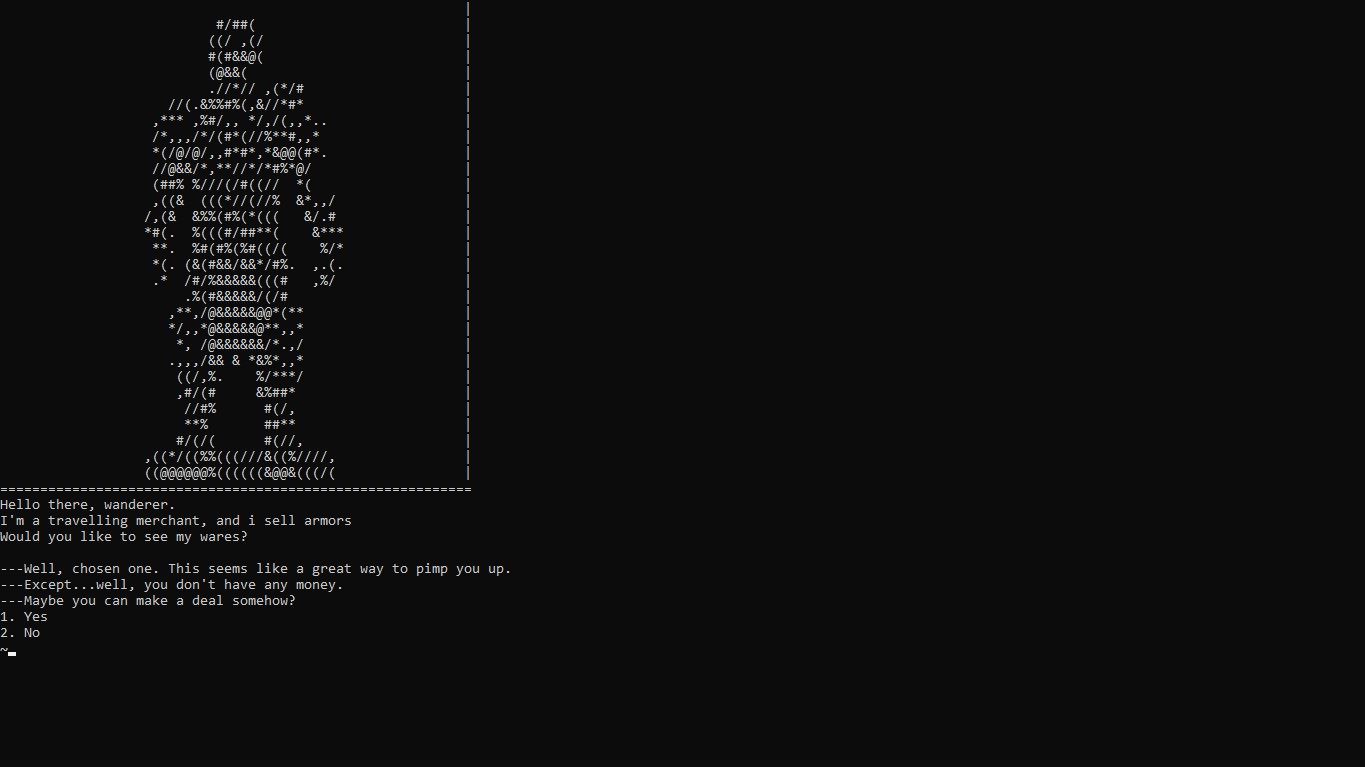 Hello there, wanderer.
I'm a travelling merchant, and i sell armors
Would you like to see my wares?
---Well, chosen one. This seems like a great way to pimp you up.
---Except...well, you don't have any money.
---Maybe you can make a deal somehow?
1. Yes
2. No
~